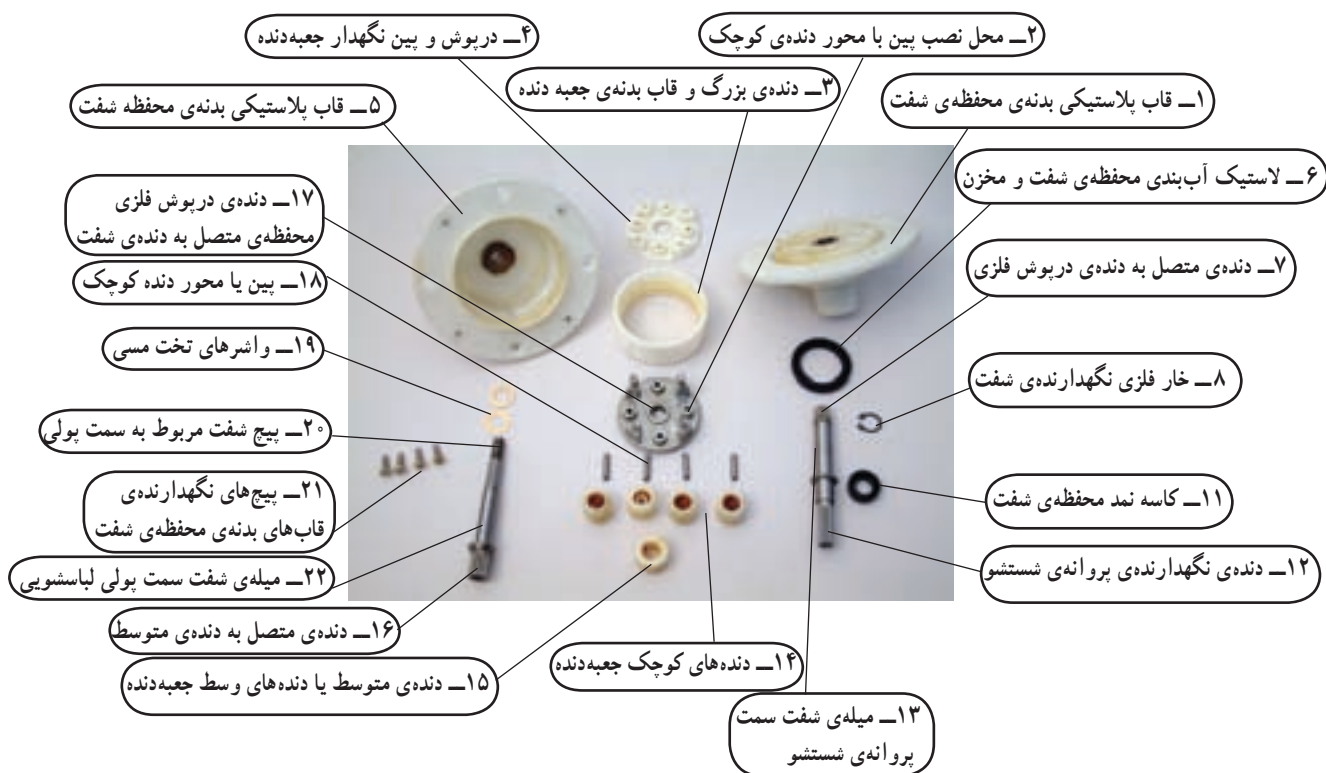 ۱ــ قاب پلاستیکی بدنه‌ی محفظه‌ی شفت
۲ــ محل نصب پین با محور دنده‌ی کوچک
۳ــ دنده‌ی بزرگ و قاب بدنه‌ی جعبه دنده
۴ــ درپوش و پین نگهدار جعبه‌دنده
۵ــ قاب پلاستیکی بدنه‌ی محفظه شفت
۶ــ لاستیک آب‌بندی محفظه‌ی شفت و مخزن
۷ــ دنده‌ی متصل به دنده‌ی درپوش فلزی
۸ــ خار فلزی نگهدارنده‌ی شفت
۱۱ــ کاسه نمد محفظه‌ی شفت
۱۲ــ دنده‌ی نگهدارنده‌ی پروانه‌ی شستشو
۱۳ــ میله‌ی شفت سمت
پروانه‌ی شستشو
۱۴ــ دنده‌های کوچک جعبه‌دنده
۱۵ــ دنده‌ی متوسط یا دنده‌های وسط جعبه‌دنده
۱۶ــ دنده‌ی متصل به دنده‌ی متوسط
۱۷ــ دنده‌ی درپوش فلزی
محفظه‌ی متصل به دنده‌ی شفت
۱۸ــ پین یا محور دنده کوچک
۱۹ــ واشرهای تخت مسی
۲۰ــ پیچ شفت مربوط به سمت پولی
۲۱ــ پیچ‌های نگهدارنده‌ی
قاب‌های بدنه‌ی محفظه‌ی شفت
۲۲ــ میله‌ی شفت سمت پولی لباسشویی